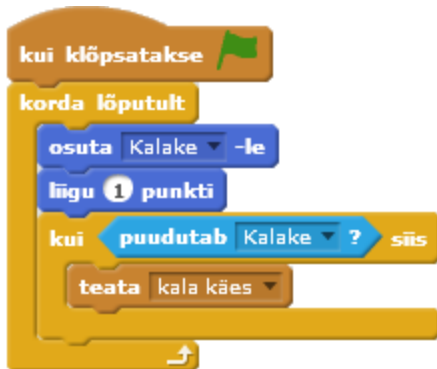 kui klõpsatakse
korda lõputult
osuta Kalake -le
liigu 1 punkti
kui puudutab Kalake ? siis
teata kala käes